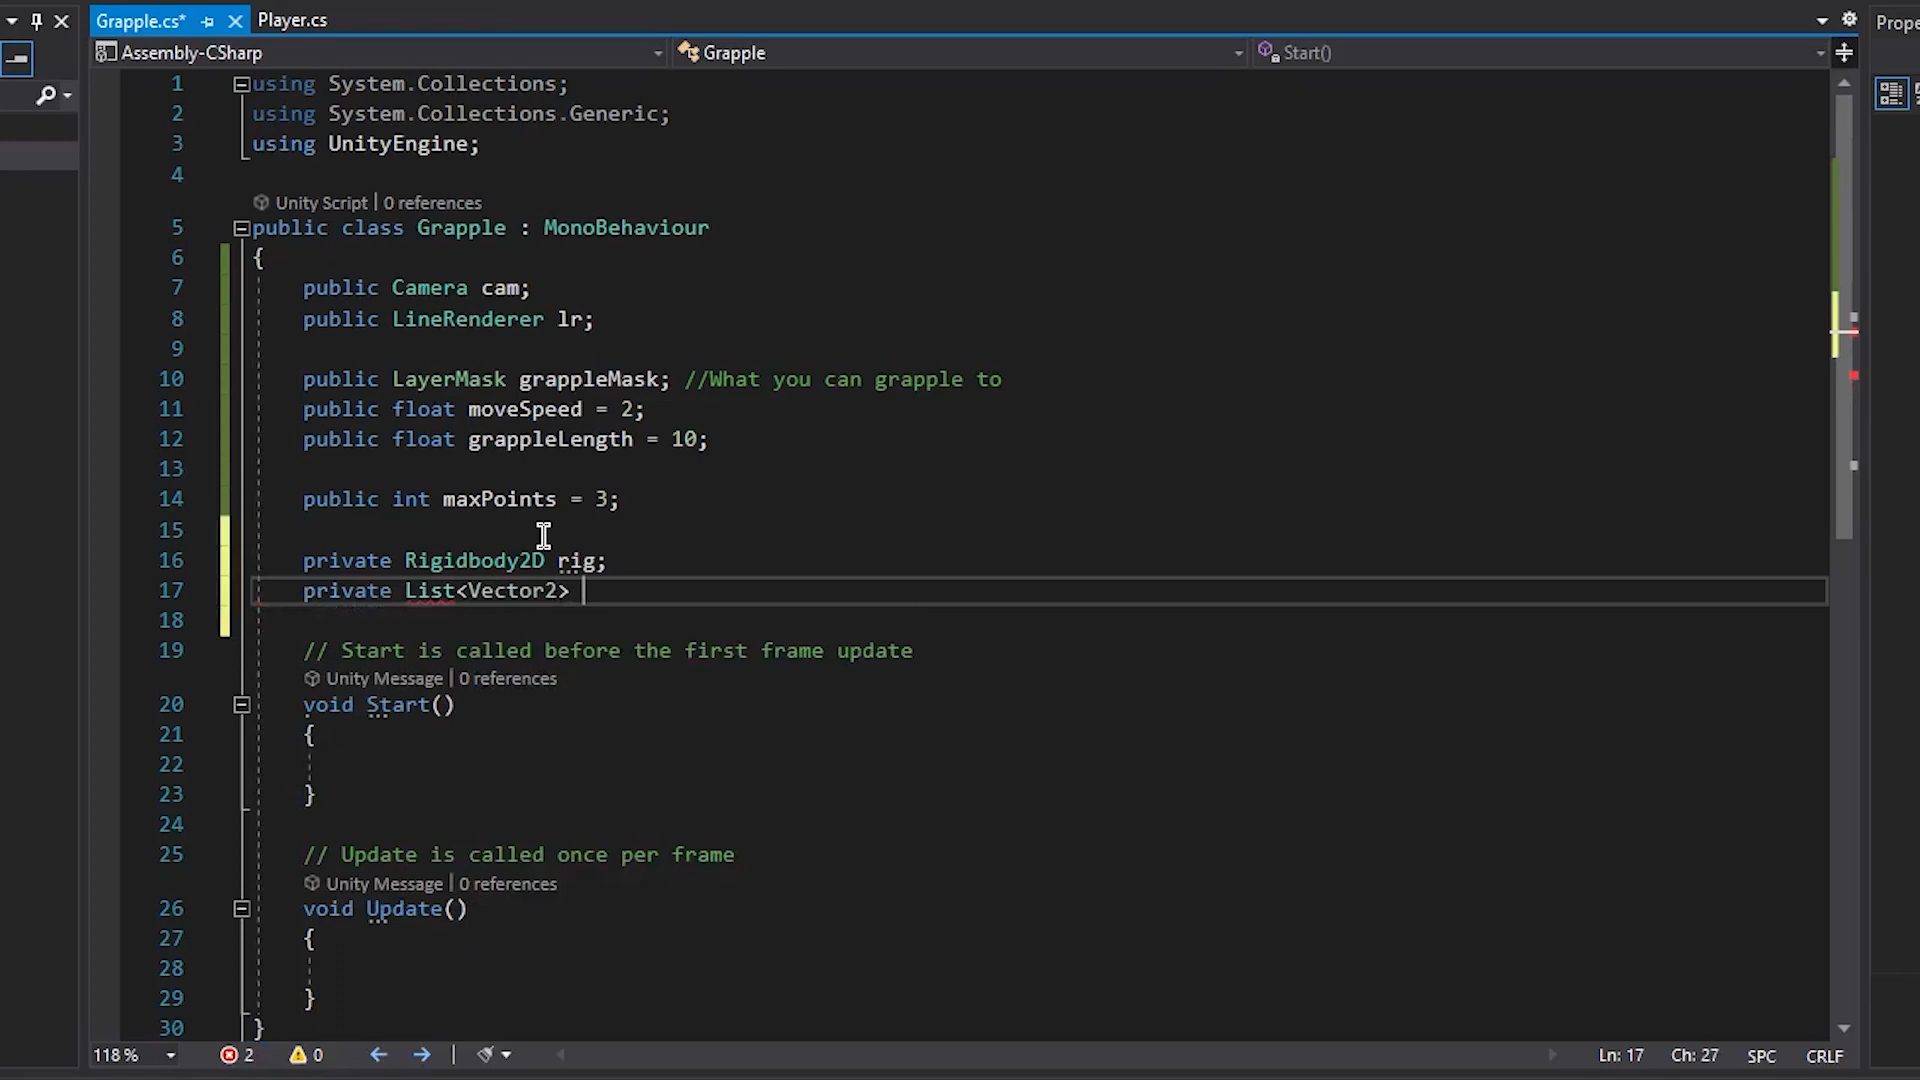 Grapple.cs*
Player.cs
Prope
Assembly-CSharp
Grapple
Start()
1 using System.Collections;
2 using System.Collections.Generic;
3 using UnityEngine;
4
Unity Script | 0 references
5 public class Grapple : MonoBehaviour
6 {
7 public Camera cam;
8 public LineRenderer lr;
9
10 public LayerMask grappleMask; //What you can grapple to
11 public float moveSpeed = 2;
12 public float grappleLength = 10;
13
14 public int maxPoints = 3;
15
16 private Rigidbody2D rig;
17 private List<Vector2>
18
19 // Start is called before the first frame update
Unity Message | 0 references
20 void Start()
21 {
22
23 }
24
25 // Update is called once per frame
Unity Message | 0 references
26 void Update()
27 {
28
29 }
30 }
118 % 2 0 Ln: 17 Ch: 27 SPC CRLF